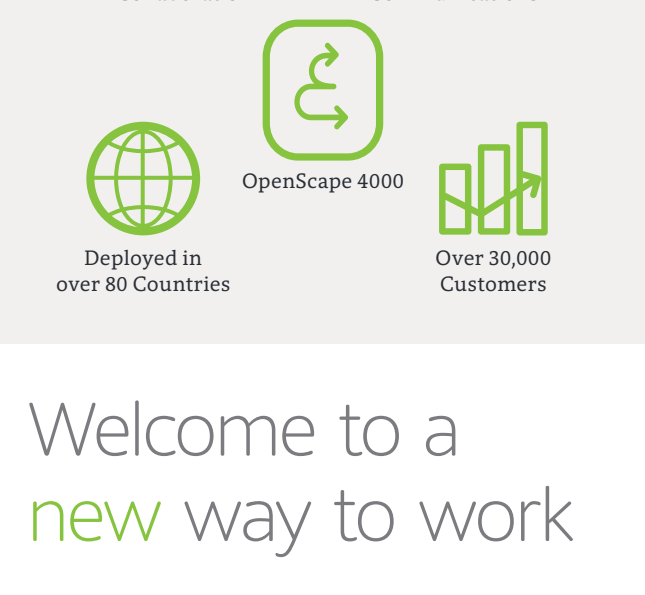 OpenScape 4000
Deployed in
over 80 Countries
Over 30,000
Customers
Welcome to a
new way to work